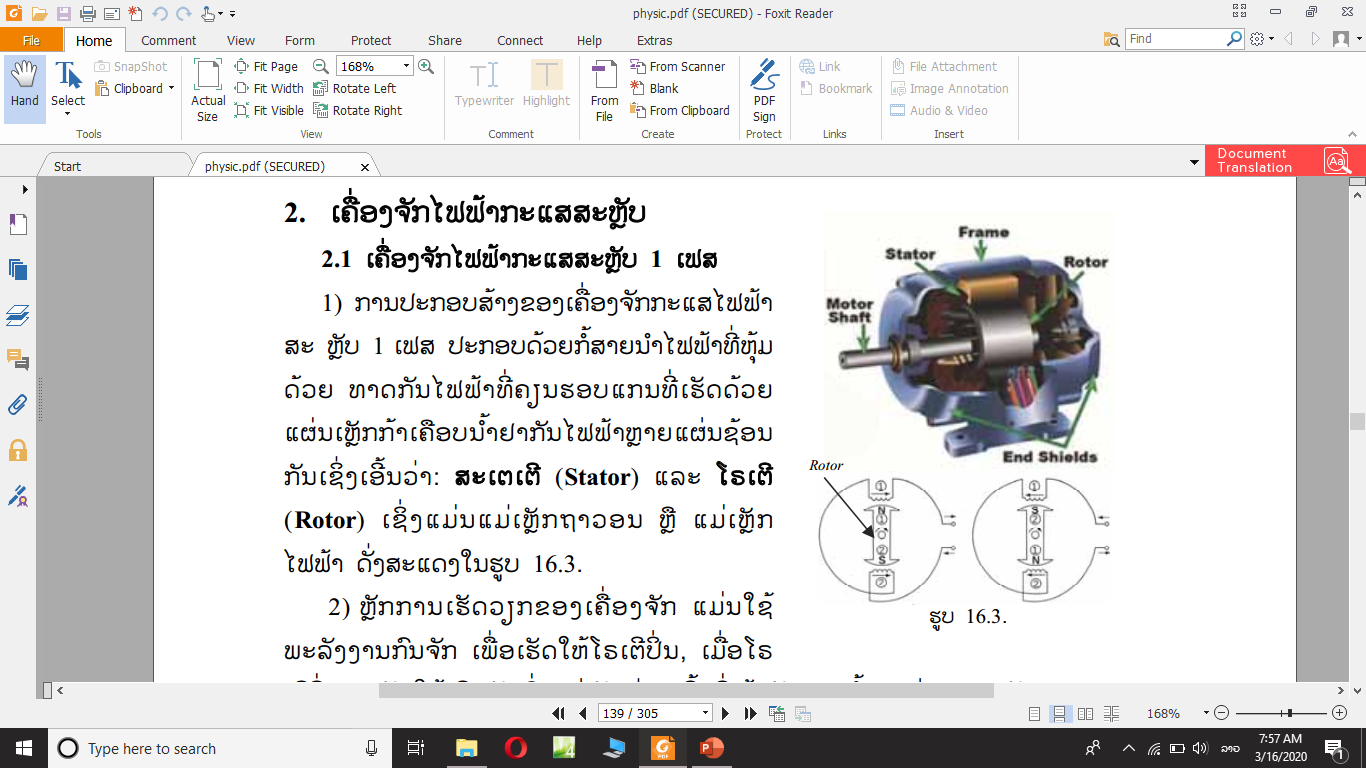 physic.pdf (SECURED) - Foxit Reader
File Home Comment View Form Protect Share Connect Help Extras
Find
Hand
Select
SnapShot
Clipboard
Tools
Actual Size
Fit Page
Fit Width
Fit Visible
168%
Rotate Left
Rotate Right
View
Typewriter
Highlight
Comment
From File
From Scanner
Blank
From Clipboard
Create
PDF Sign
Protect
Link
Bookmark
Links
File Attachment
Image Annotation
Audio & Video
Insert
Start
physic.pdf (SECURED)
Document Translation
2. ເຄື່ອງຈັກໄຟຟ້າກະແສສະຫຼັບ
2.1 ເຄື່ອງຈັກໄຟຟ້າກະແສສະຫຼັບ 1 ເຟສ
1) ການປະກອບສ້າງຂອງເຄື່ອງຈັກກະແສໄຟຟ້າ
ສະ ຫຼັບ 1 ເຟສ ປະກອບດ້ວຍກໍ້ສາຍນຳໄຟຟ້າທີ່ຫຸ້ມ
ດ້ວຍ ທາດກັນໄຟຟ້າທີ່ຄຽນຮອບແກນທີ່ເຮັດດ້ວຍ
ແຜ່ນເຫຼັກກ້າເຄືອບນ້ຳຢາກັນໄຟຟ້າຫຼາຍແຜ່ນຊ້ອນ
ກັນເຊິ່ງເອີ້ນວ່າ: ສະເຕເຕີ (Stator) ແລະ ໂຣເຕີ
(Rotor) ເຊິ່ງແມ່ນແມ່ເຫຼັກຖາວອນ ຫຼື ແມ່ເຫຼັກ
ໄຟຟ້າ ດັ່ງສະແດງໃນຮູບ 16.3.
2) ຫຼັກການເຮັດວຽກຂອງເຄື່ອງຈັກ ແມ່ນໃຊ້
ພະລັງງານກົນຈັກ ເພື່ອເຮັດໃຫ້ໂຣເຕີປິ່ນ, ເມື່ອໂຣ
Frame
Stator
Rotor
Motor Shaft
End Shields
Rotor
1
N
1
2
S
2
1
S
2
1
N
2
ຮູບ 16.3.
139 / 305
168%
Type here to search
ລາວ
7:57 AM
3/16/2020
1